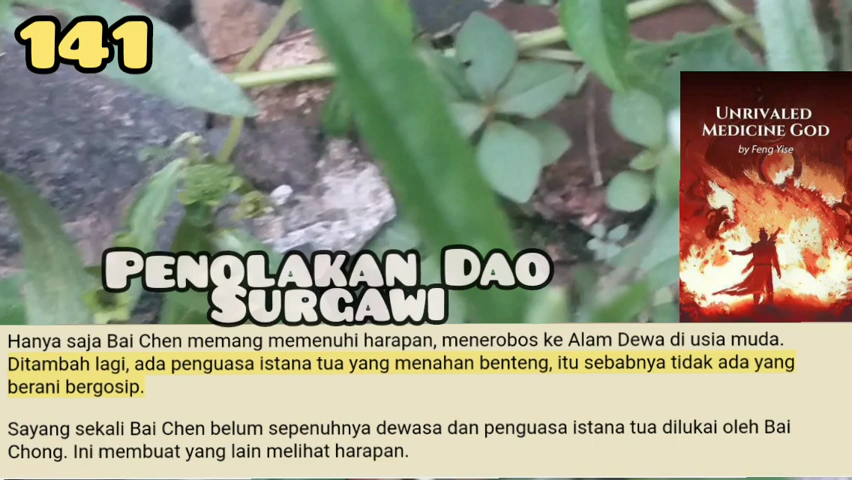 141
UNRIVALED
MEDICINE GOD
by Feng Yise
PENOLAKAN DAO
SURGAWI
Hanya saja Bai Chen memang memenuhi harapan, menerobos ke Alam Dewa di usia muda.
Ditambah lagi, ada penguasa istana tua yang menahan benteng, itu sebabnya tidak ada yang
berani bergosip.
Sayang sekali Bai Chen belum sepenuhnya dewasa dan penguasa istana tua dilukai oleh Bai
Chong. Ini membuat yang lain melihat harapan.